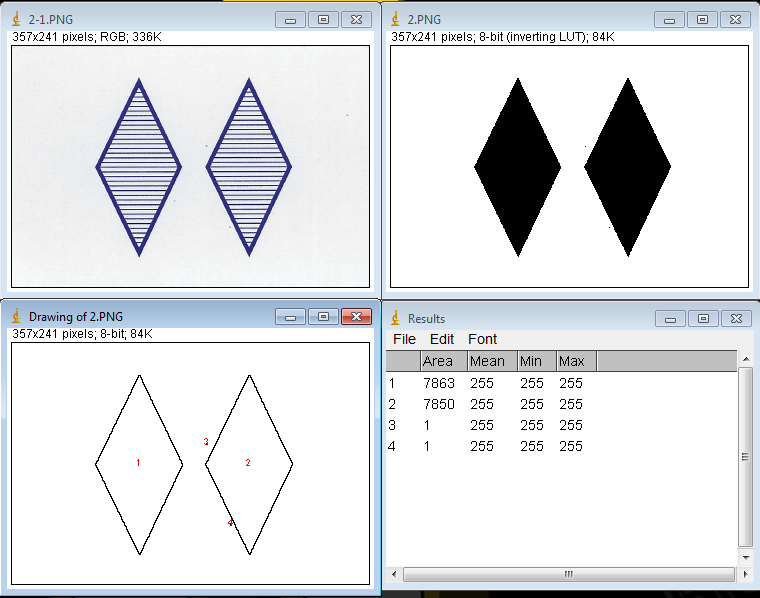 2-1.PNG
357x241 pixels; RGB; 336K
2.PNG
357x241 pixels; 8-bit (inverting LUT); 84K
Drawing of 2.PNG
357x241 pixels; 8-bit; 84K
3
1
2
4
Results
File Edit Font
Area Mean Min Max
1 7863 255 255 255
2 7850 255 255 255
3 1 255 255 255
4 1 255 255 255